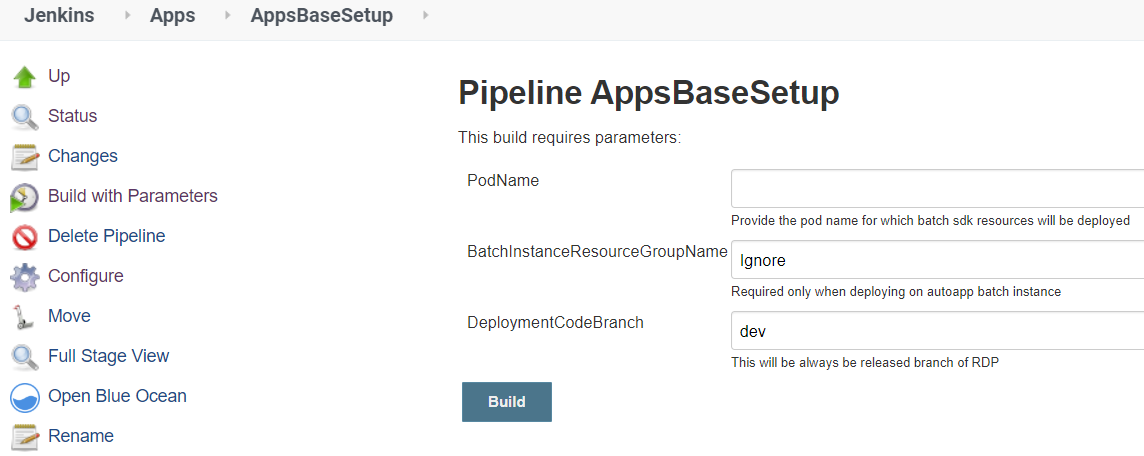 Jenkins Apps AppsBaseSetup
Up
Status
Changes
Build with Parameters
Delete Pipeline
Configure
Move
Full Stage View
Open Blue Ocean
Rename
Pipeline AppsBaseSetup
This build requires parameters:
PodName
Provide the pod name for which batch sdk resources will be deployed
BatchInstanceResourceGroupName
Ignore
Required only when deploying on autoapp batch instance
DeploymentCodeBranch
dev
This will be always be released branch of RDP
Build